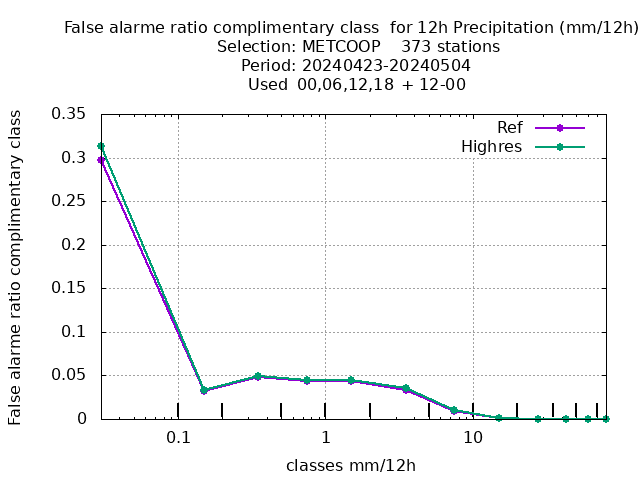 False alarme ratio complimentary class  for 12h Precipitation (mm/12h)
Selection: METCOOP    373 stations
Period: 20240423-20240504
Used 00,06,12,18 + 12-00
False alarme ratio complimentary class
0.35
0.3
0.25
0.2
0.15
0.1
0.05
0
Ref
Highres
0.1
1
10
classes mm/12h